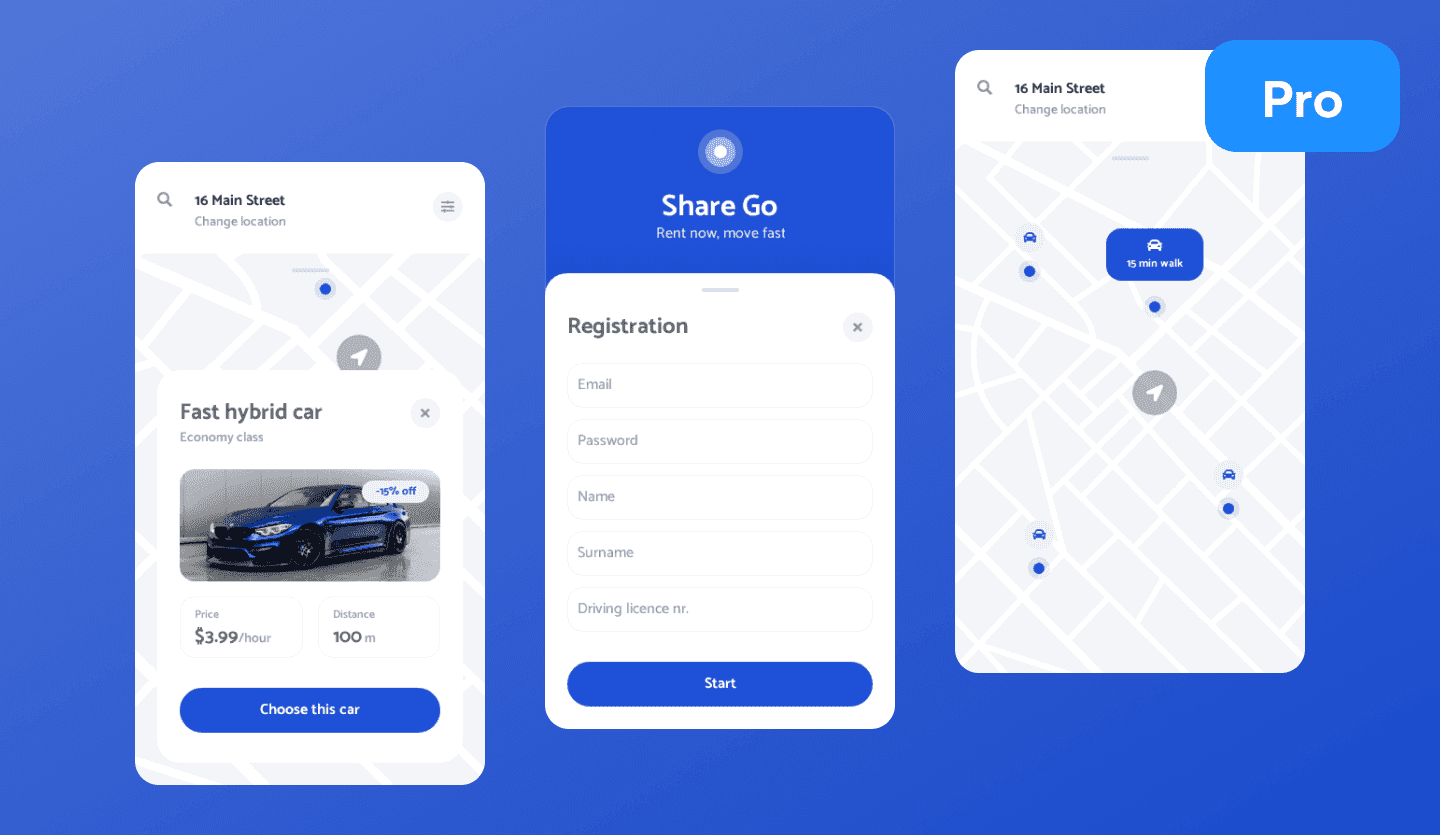 16 Main Street
Change location
Fast hybrid car
Economy class
-15% off
Price
$3.99/hour
Distance
100 m
Choose this car
Share Go
Rent now, move fast
Registration
Email
Password
Name
Surname
Driving licence nr.
Start
16 Main Street
Change location
Pro
15 min walk